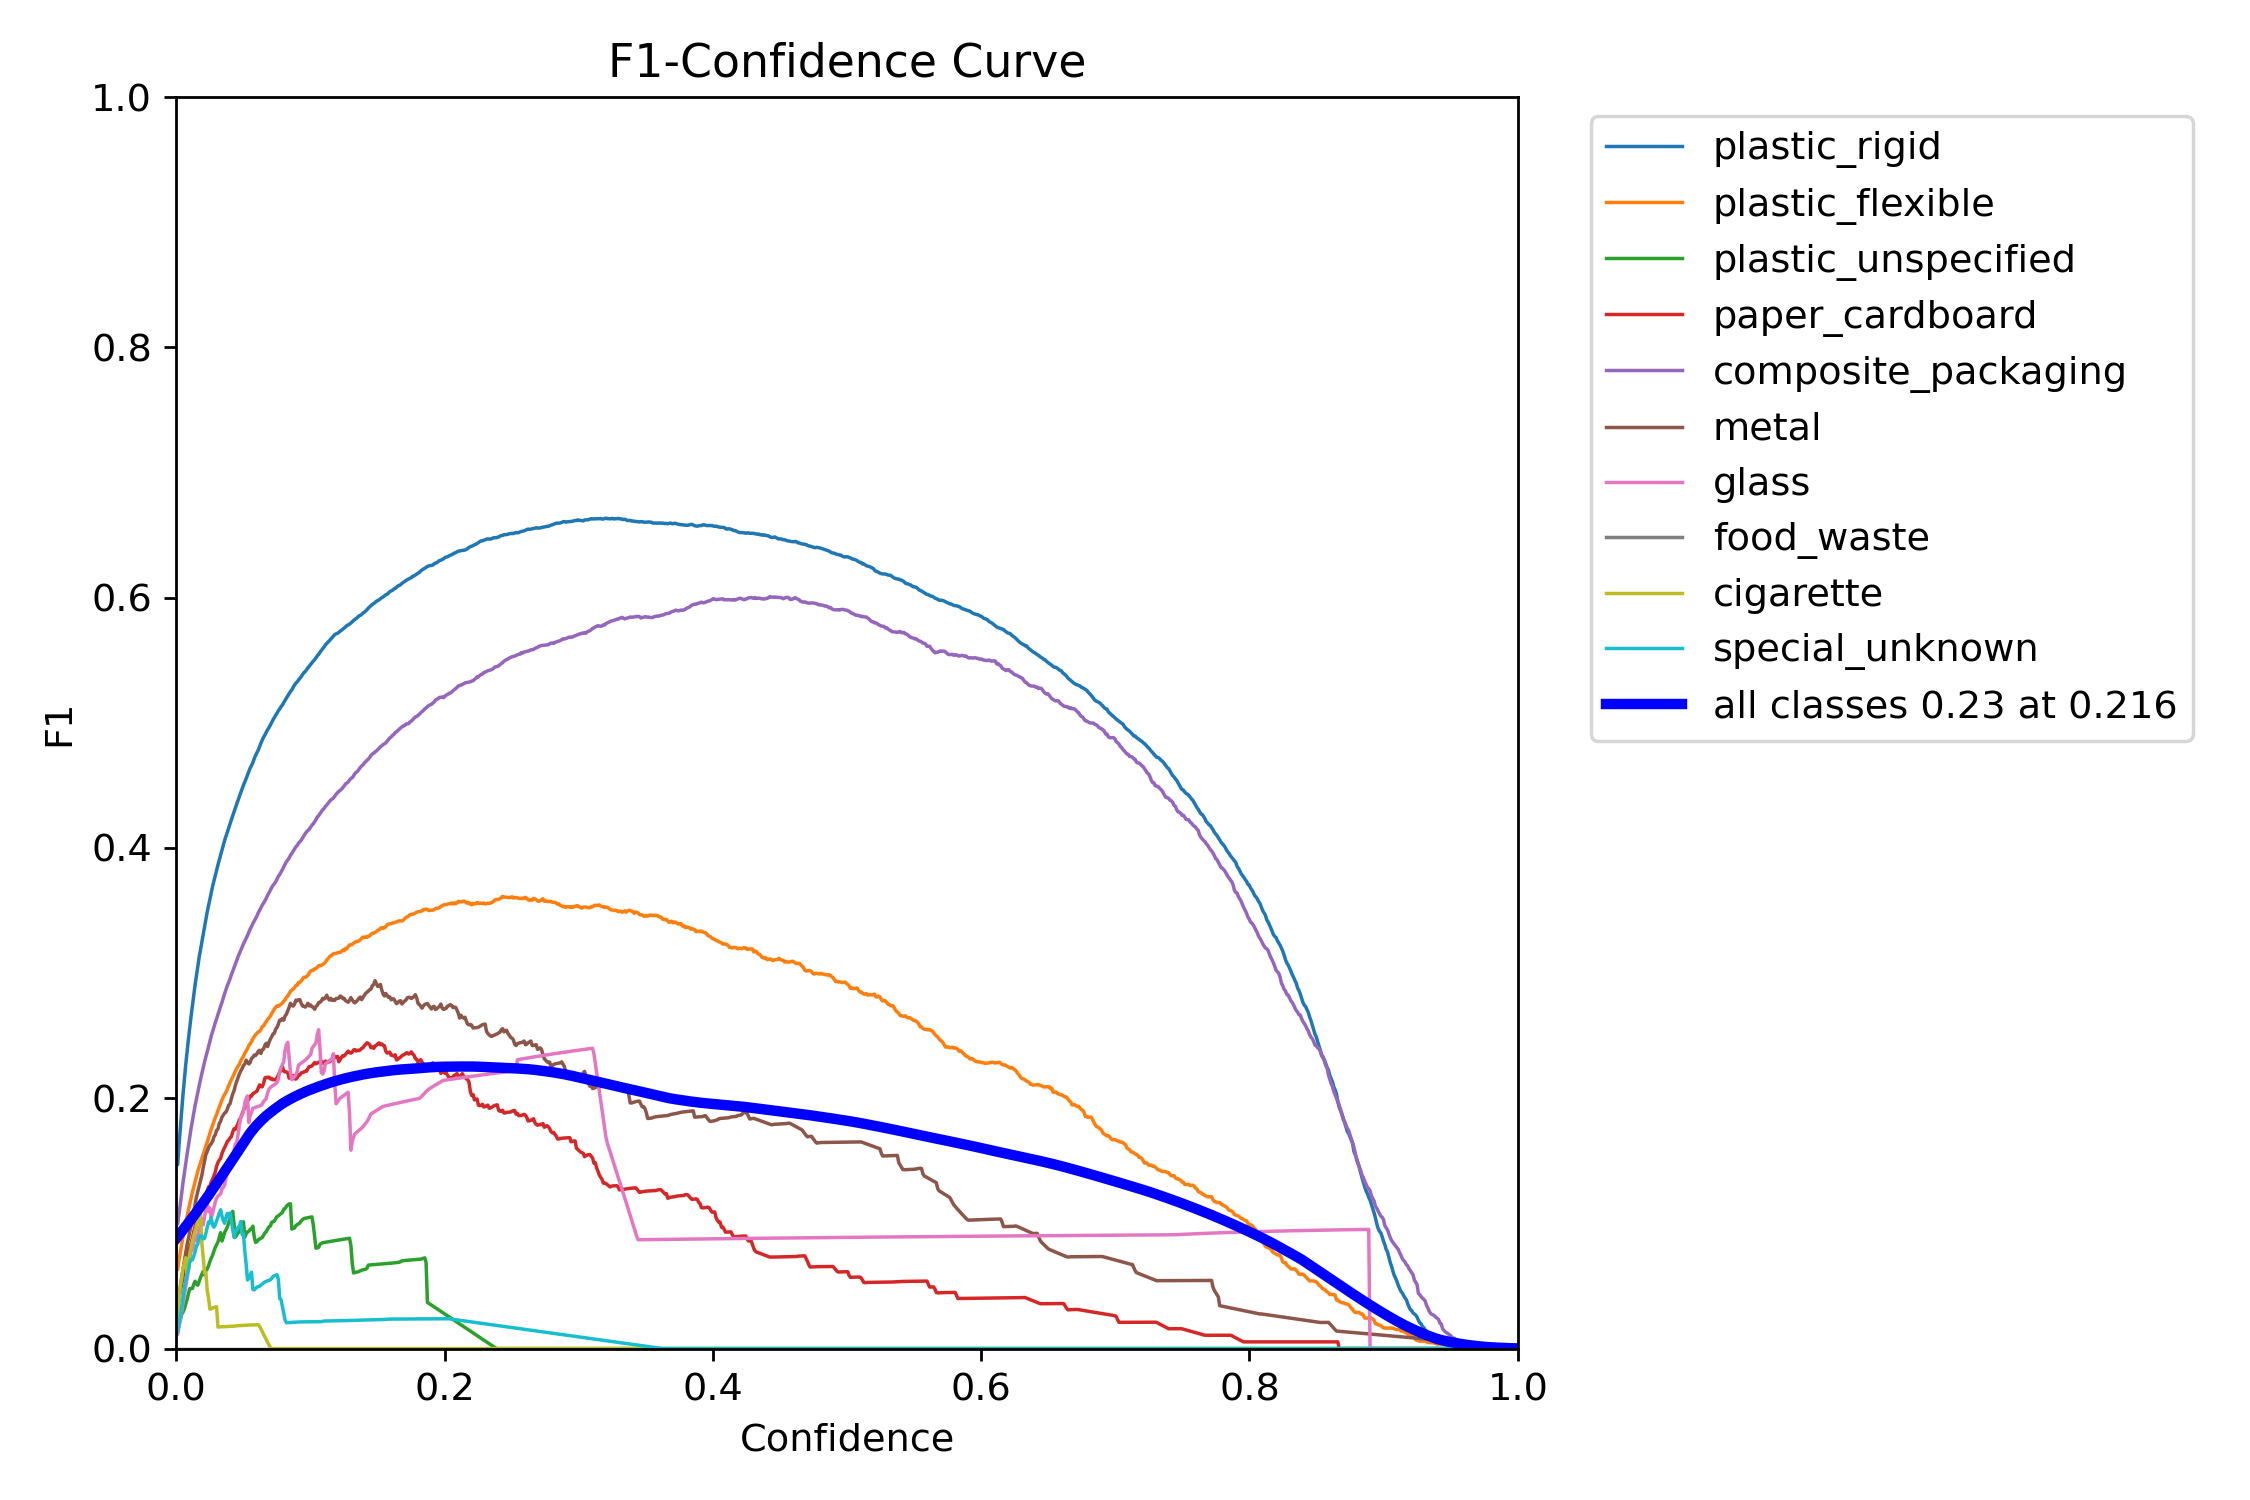 F1-Confidence Curve
1.0
0.8
0.6
0.4
0.2
0.0
F1
0.0 0.2 0.4 0.6 0.8 1.0
Confidence
plastic_rigid
plastic_flexible
plastic_unspecified
paper_cardboard
composite_packaging
metal
glass
food_waste
cigarette
special_unknown
all classes 0.23 at 0.216